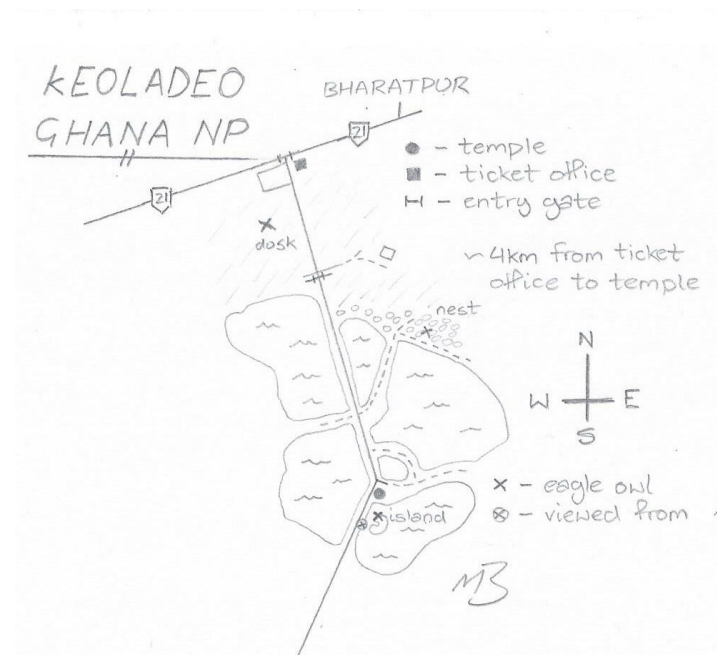 KEOLADEO
GHANA NP
BHARATPUR
21
21
- temple
- ticket office
- entry gate
dusk
~4km from ticket
office to temple
nest
N
W
E
S
x - eagle owl
- viewed from
island
MB